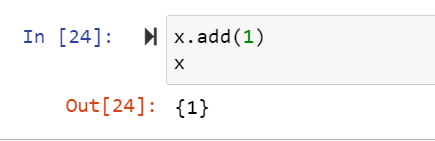 In [24]: x.add(1)
x
Out[24]: {1}